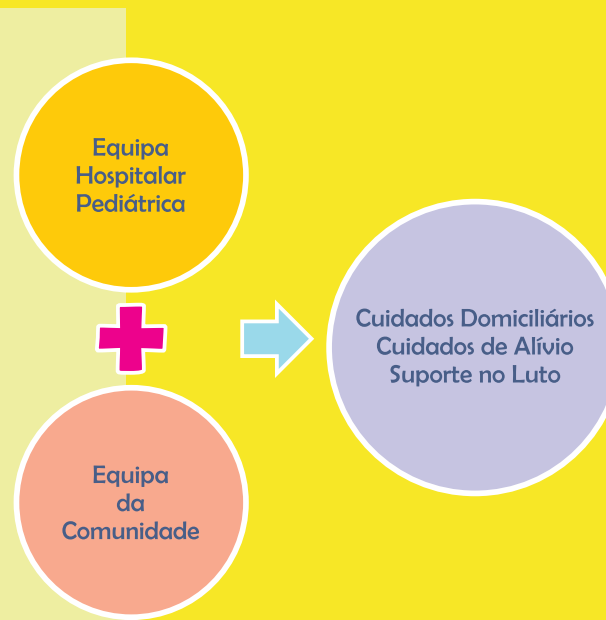 Equipa
Hospitalar
Pediátrica
Equipa
da
Comunidade
Cuidados Domiciliários
Cuidados de Alívio
Suporte no Luto